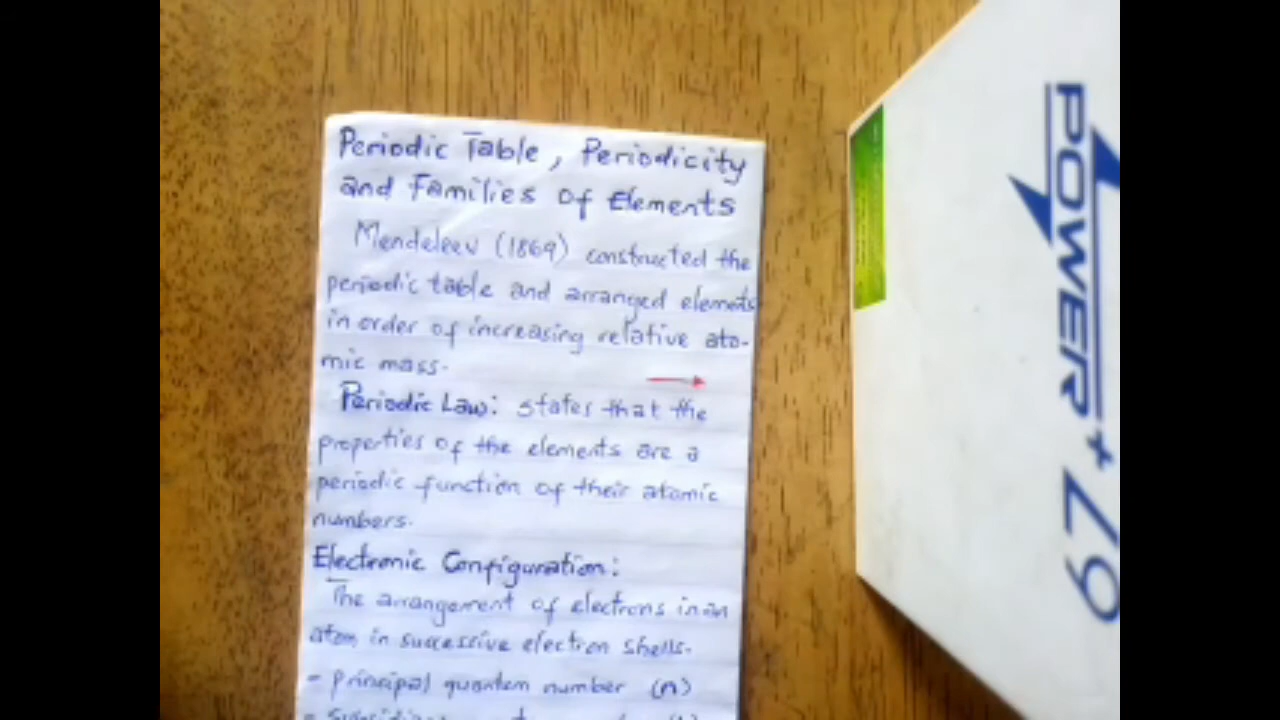 Periodic Table, Periodicity
and Families of Elements
Mendeleev (1869) constructed the
periodic table and arranged elements
in order of increasing relative ato-
mic mass.
Periodic Law: states that the
properties of the elements are a
periodic function of their atomic
numbers.
Electronic Configuration:
The arrangement of electrons in an
atom in successive electron shells.
- principal quantum number (n)
POWER+ Z9